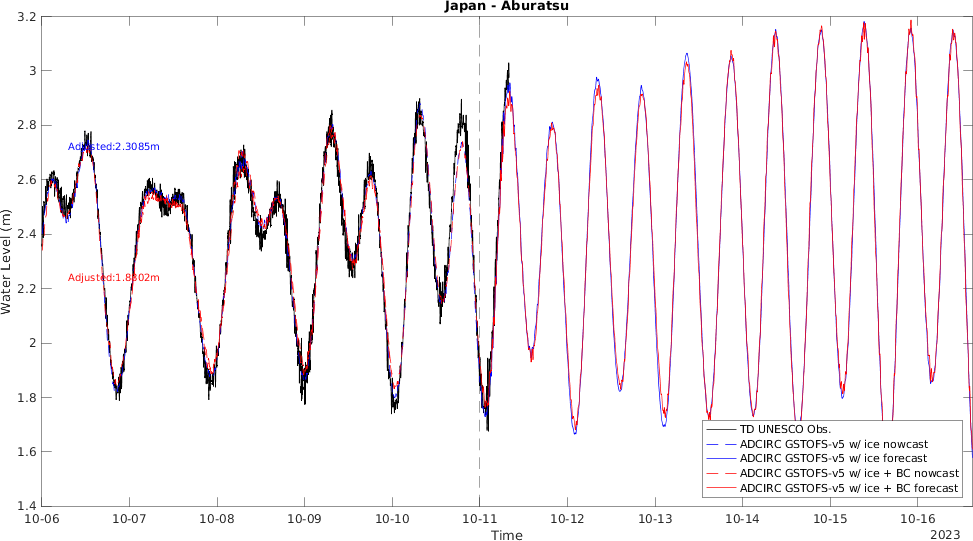 Japan - Aburatsu
3.2
3
2.8
2.6
2.4
2.2
2
1.8
1.6
1.4
Water Level (m)
Adjusted:2.3085m
Adjusted:1.8302m
TD UNESCO Obs.
ADCIRC GSTOFS-v5 w/ ice nowcast
ADCIRC GSTOFS-v5 w/ ice forecast
ADCIRC GSTOFS-v5 w/ ice + BC nowcast
ADCIRC GSTOFS-v5 w/ ice + BC forecast
10-06 10-07 10-08 10-09 10-10 10-11 10-12 10-13 10-14 10-15 10-16
Time
2023